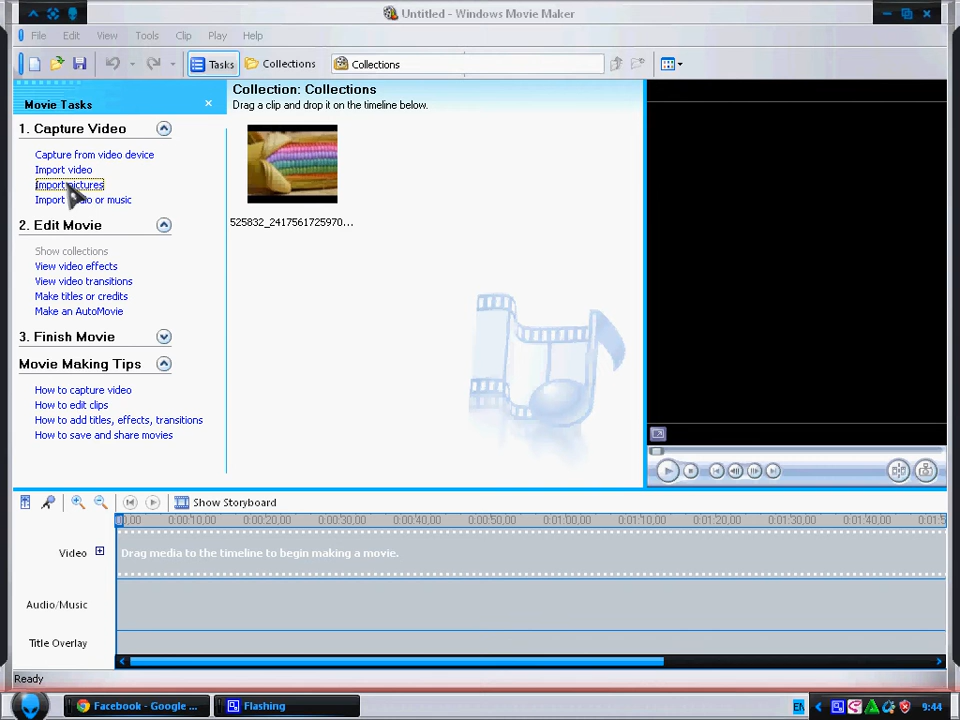 Untitled - Windows Movie Maker
File Edit View Tools Clip Play Help
Tasks Collections Collections
Movie Tasks
Collection: Collections
Drag a clip and drop it on the timeline below.
1. Capture Video
Capture from video device
Import video
Import pictures
Import audio or music
525832_2417561725970...
2. Edit Movie
Show collections
View video effects
View video transitions
Make titles or credits
Make an AutoMovie
3. Finish Movie
Movie Making Tips
How to capture video
How to edit clips
How to add titles, effects, transitions
How to save and share movies
Show Storyboard
0:00:10,00 0:00:20,00 0:00:30,00 0:00:40,00 0:00:50,00 0:01:00,00 0:01:10,00 0:01:20,00 0:01:30,00 0:01:40,00
Video
Drag media to the timeline to begin making a movie.
Audio/Music
Title Overlay
Ready
Facebook - Google ... Flashing EN 9:44